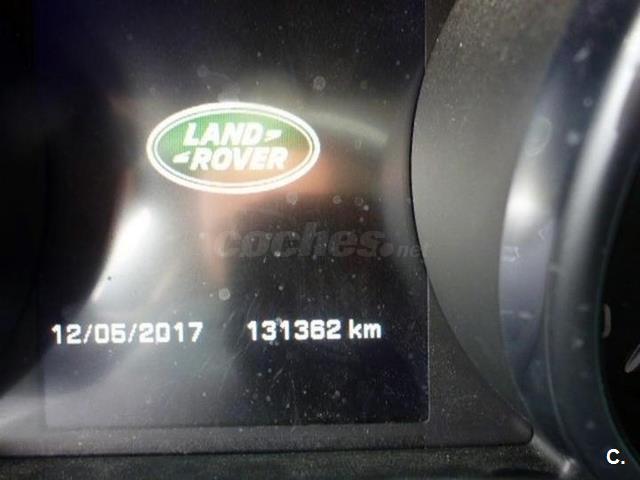 LAND
ROVER
coches.net
12/05/2017 131362 km
C.